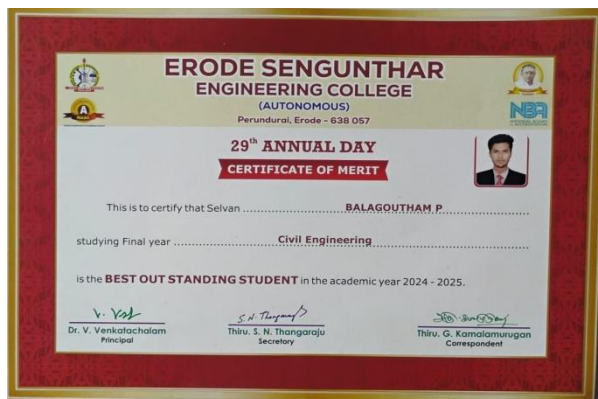 ERODE SENGUNTHAR
ENGINEERING COLLEGE
(AUTONOMOUS)
Perundurai, Erode - 638 057
A
NBA
29th ANNUAL DAY
CERTIFICATE OF MERIT
This is to certify that Selvan ........ BALAGOUTHAM P ........
studying Final year ........ Civil Engineering ........
is the BEST OUT STANDING STUDENT in the academic year 2024 - 2025.
Dr. V. Venkatachalam
Principal
S. N. Thangaraju
Thiru. S. N. Thangaraju
Secretary
Thiru. G. Kamalamurugan
Correspondent